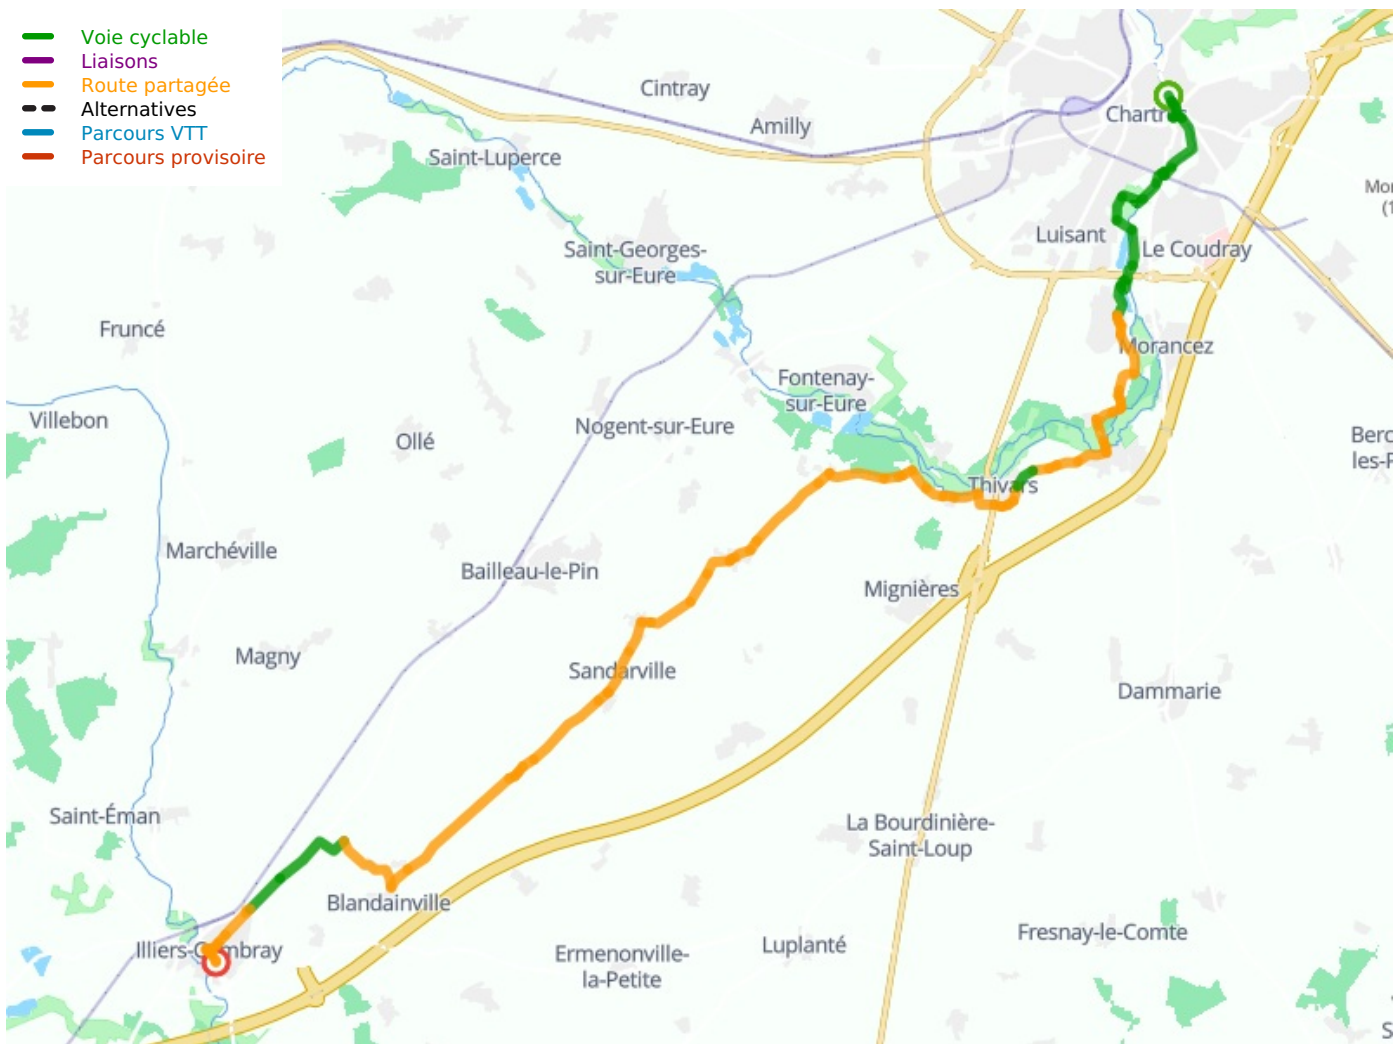 Voie cyclable
Liaisons
Route partagée
Alternatives
Parcours VTT
Parcours provisoire
Cintray
Amilly
Chartres
Saint-Luperce
Luisant
Le Coudray
Saint-Georges-
sur-Eure
Fruncé
Morancez
Fontenay-
sur-Eure
Villebon
Ollé
Nogent-sur-Eure
Thivars
Marchéville
Bailleau-le-Pin
Mignières
Magny
Sandarville
Dammarie
Saint-Éman
La Bourdinière-
Saint-Loup
Blandainville
Illiers-Combray
Ermenonville-
la-Petite
Luplanté
Fresnay-le-Comte